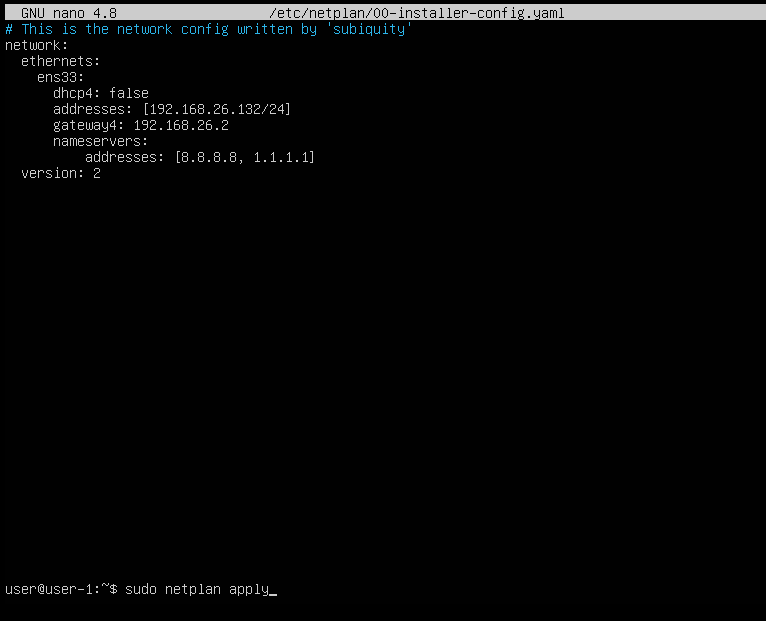 GNU nano 4.8 /etc/netplan/00-installer-config.yaml
# This is the network config written by 'subiquity'
network:
  ethernets:
    ens33:
      dhcp4: false
      addresses: [192.168.26.132/24]
      gateway4: 192.168.26.2
      nameservers:
          addresses: [8.8.8.8, 1.1.1.1]
  version: 2
user@user-1:~$ sudo netplan apply_